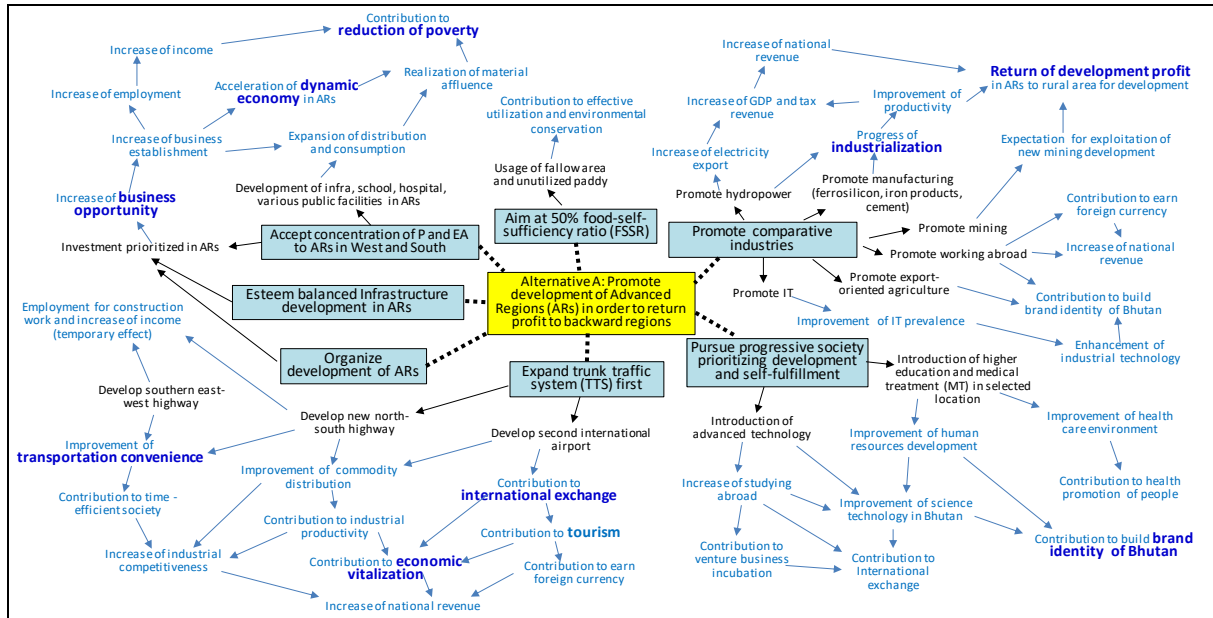 Contribution to
reduction of poverty
Increase of income
Acceleration of dynamic
economy in ARs
Realization of material
affluence
Increase of employment
Increase of business
establishment
Expansion of distribution
and consumption
Increase of business
opportunity
Development of infra, school, hospital,
various public facilities in ARs
Investment prioritized in ARs
Accept concentration of P and EA
to ARs in West and South
Contribution to effective
utilization and environmental
conservation
Usage of fallow area
and unutilized paddy
Aim at 50% food-self-
sufficiency ratio (FSSR)
Increase of national
revenue
Return of development profit
in ARs to rural area for development
Increase of GDP and tax
revenue
Improvement of
productivity
Increase of electricity
export
Progress of
industrialization
Expectation for exploitation of
new mining development
Promote hydropower
Promote manufacturing
(ferrosilicon, iron products,
cement)
Promote comparative
industries
Promote mining
Promote working abroad
Contribution to earn
foreign currency
Increase of national
revenue
Promote IT
Promote export-
oriented agriculture
Contribution to build
brand identity of Bhutan
Improvement of IT prevalence
Enhancement of
industrial technology
Alternative A: Promote
development of Advanced
Regions (ARs) in order to return
profit to backward regions
Esteem balanced Infrastructure
development in ARs
Organize
development of ARs
Expand trunk traffic
system (TTS) first
Pursue progressive society
prioritizing development
and self-fulfillment
Employment for construction
work and increase of income
(temporary effect)
Develop southern east-
west highway
Develop new north-
south highway
Improvement of
transportation convenience
Develop second international
airport
Improvement of commodity
distribution
Contribution to time -
efficient society
Contribution to industrial
productivity
Increase of industrial
competitiveness
Contribution to
international exchange
Contribution to tourism
Contribution to economic
vitalization
Contribution to earn
foreign currency
Increase of national revenue
Introduction of higher
education and medical
treatment (MT) in selected
location
Introduction of
advanced technology
Improvement of human
resources development
Improvement of health
care environment
Increase of studying
abroad
Improvement of science
technology in Bhutan
Contribution to health
promotion of people
Contribution to
venture business
incubation
Contribution to
International
exchange
Contribution to build brand
identity of Bhutan